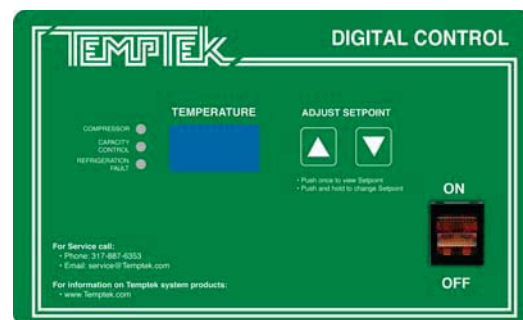 TEMPTEK
DIGITAL CONTROL
TEMPERATURE
COMPRESSOR
CAPACITY
CONTROL
REFRIGERATION
FAULT
ADJUST SETPOINT
• Push once to view Setpoint
• Push and hold to change Setpoint
ON
OFF
For Service call:
• Phone: 317-887-6353
• Email: service@Temptek.com
For information on Temptek system products:
• www.Temptek.com